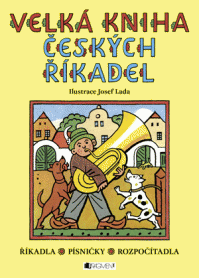 VELKÁ KNIHA
ČESKÝCH
ŘÍKADEL
Ilustrace Josef Lada
ŘÍKADLA PÍSNIČKY ROZPOČÍTADLA
FRAGMENT